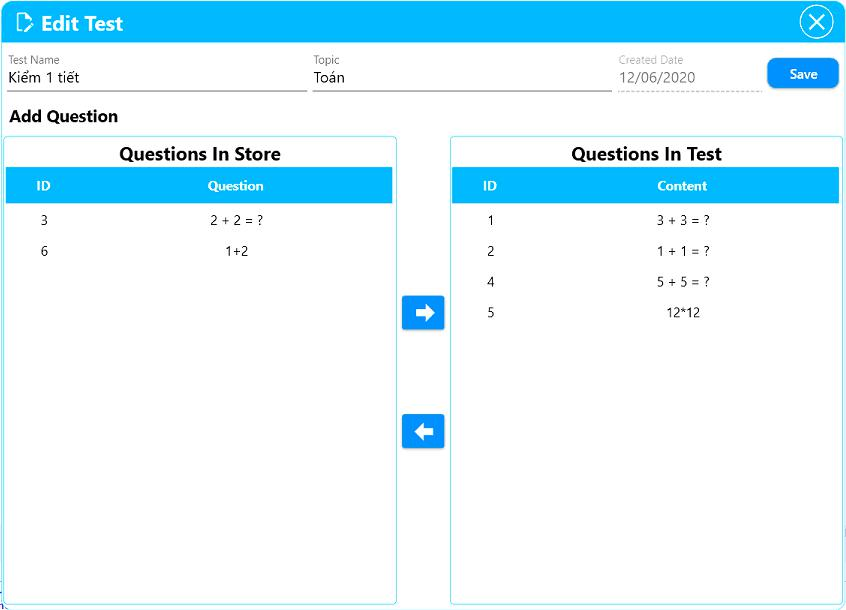 Edit Test
Test Name
Kiểm 1 tiết
Topic
Toán
Created Date
12/06/2020
Save
Add Question
Questions In Store
ID Question
3 2 + 2 = ?
6 1+2
Questions In Test
ID Content
1 3 + 3 = ?
2 1 + 1 = ?
4 5 + 5 = ?
5 12*12